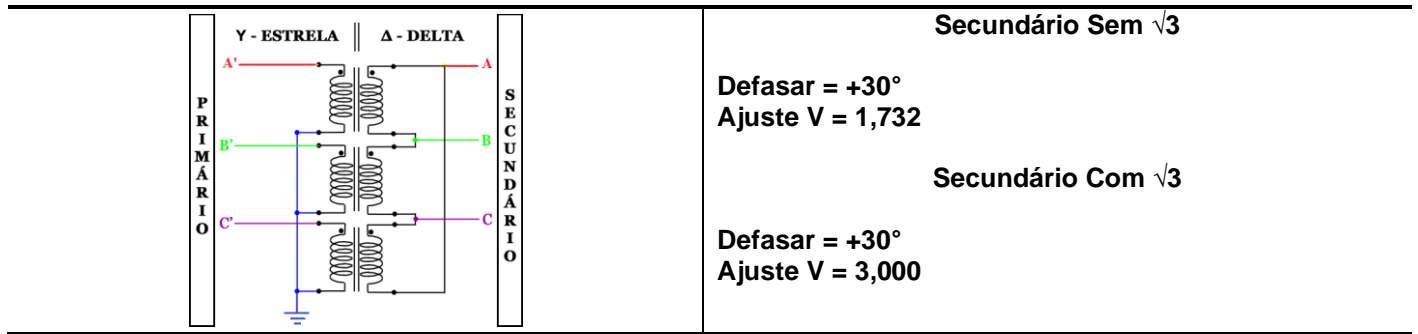 Y - ESTRELA
Δ - DELTA
PRIMÁRIO
A'
B'
C'
A
B
C
SECUNDÁRIO
Secundário Sem √3
Defasar = +30°
Ajuste V = 1,732
Secundário Com √3
Defasar = +30°
Ajuste V = 3,000